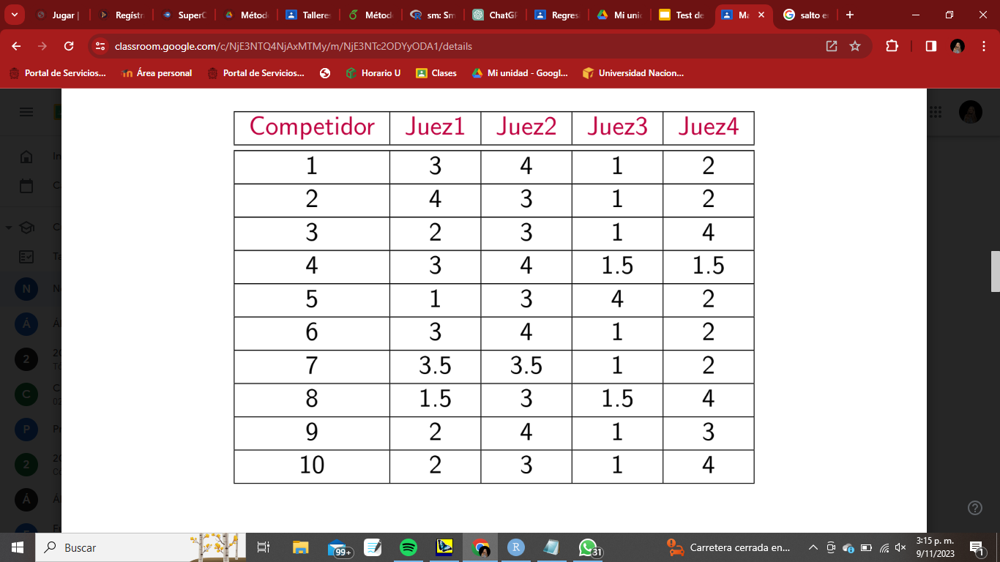 Jugar |
Regístr
SuperC
Métod
Talleres
Método
sm: Sm
ChatGP
Regresi
Mi unic
Test de
Ma
salto e
classroom.google.com/c/NjE3NTQ4NjAxMTMy/m/NjE3NTc2ODYyODA1/details
Portal de Servicios...
Área personal
Portal de Servicios...
Horario U
Clases
Mi unidad - Googl...
Universidad Nacion...
Competidor Juez1 Juez2 Juez3 Juez4
1 3 4 1 2
2 4 3 1 2
3 2 3 1 4
4 3 4 1.5 1.5
5 1 3 4 2
6 3 4 1 2
7 3.5 3.5 1 2
8 1.5 3 1.5 4
9 2 4 1 3
10 2 3 1 4
N
Á
2
C
P
2
Á
Buscar
99+
31
Carretera cerrada en...
3:15 p. m.
9/11/2023
1